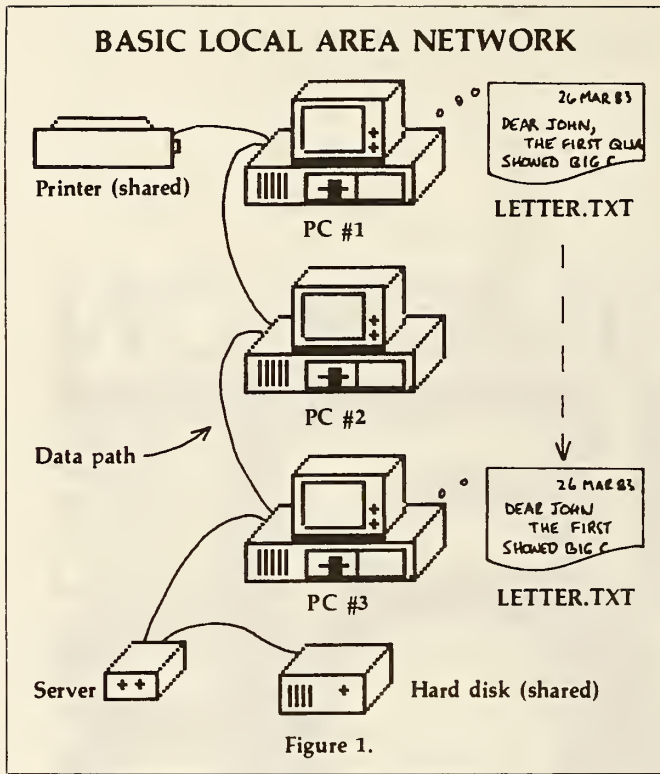 BASIC LOCAL AREA NETWORK
26 MAR 83
DEAR JOHN,
THE FIRST QUA
SHOWED BIG C
Printer (shared)
LETTER.TXT
PC #1
PC #2
Data path
26 MAR 83
DEAR JOHN
THE FIRST
SHOWED BIG C
PC #3
LETTER.TXT
Server
Hard disk (shared)
Figure 1.